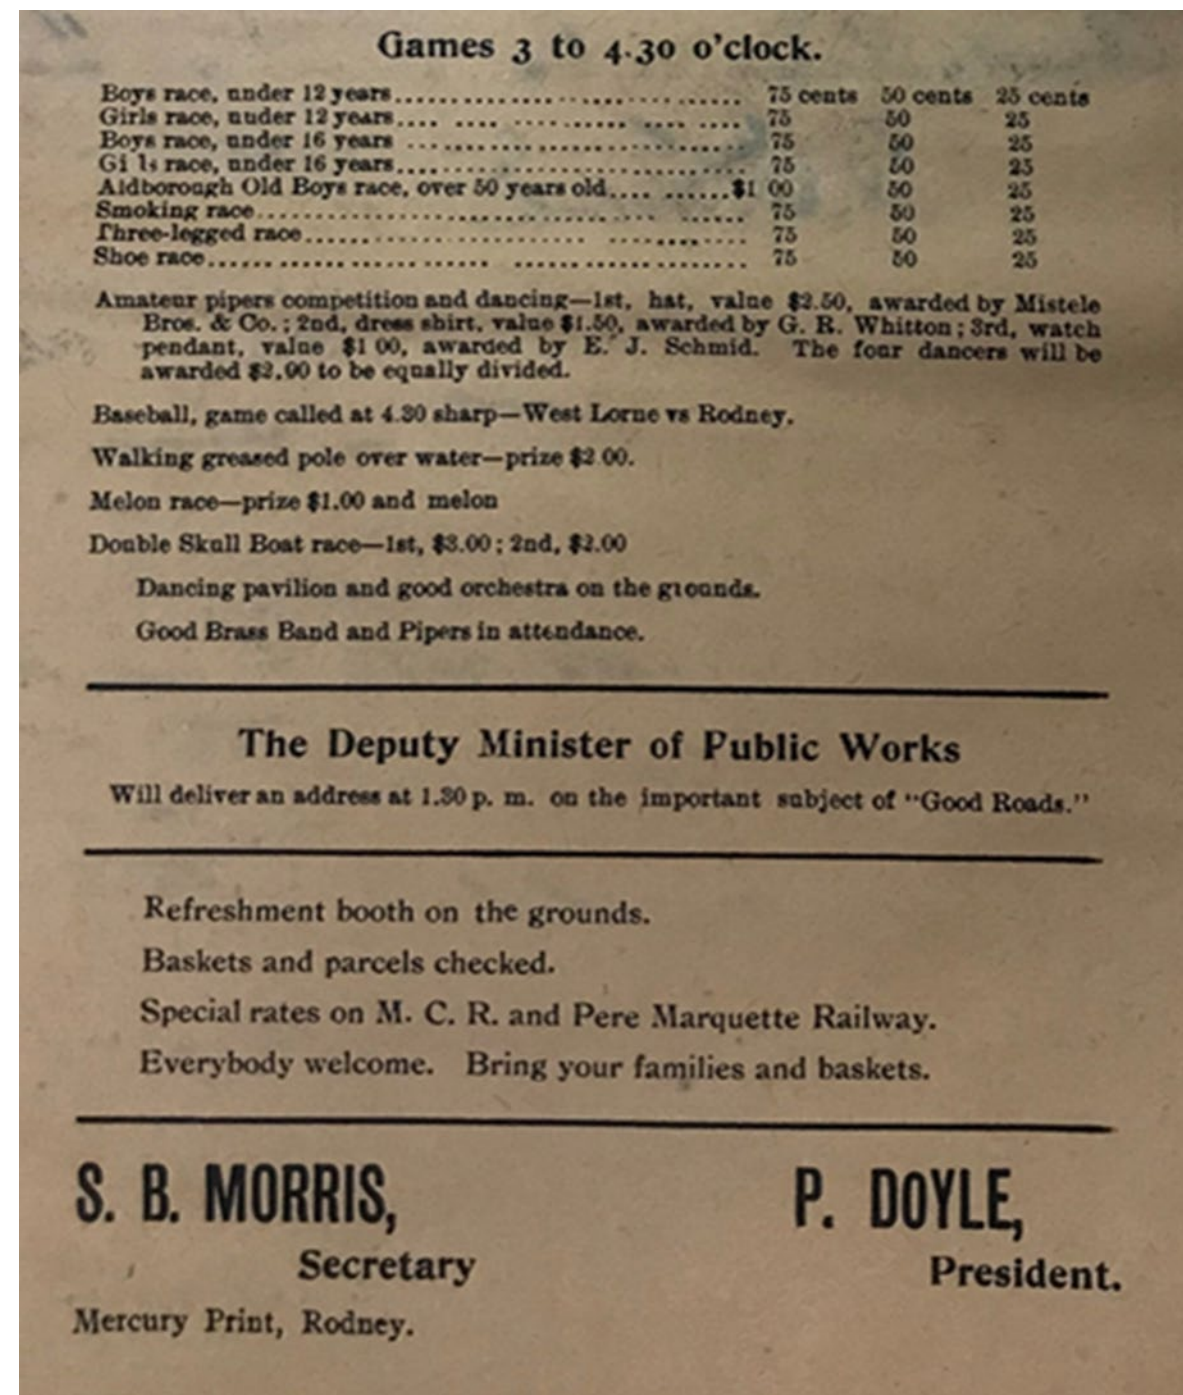 Games 3 to 4.30 o'clock.
Boys race, under 12 years.......................................... 75 cents 50 cents 25 cents
Girls race, nuder 12 years.... .... ........... .... .... 75 50 25
Boys race, under 16 years .................................. 75 50 25
Gi ls race, under 16 years.................................. 75 50 25
Aldborough Old Boys race, over 50 years old.... ......$1 00 50 25
Smoking race.................................................... 75 50 25
Three-legged race........................ ............. 75 50 25
Shoe race............................. ........................ 75 50 25
Amateur pipers competition and dancing—1st, hat, value $2.50, awarded by Mistele
Bros. & Co.; 2nd, dress shirt, value $1.50, awarded by G. R. Whitton; 3rd, watch
pendant, value $1 00, awarded by E. J. Schmid. The four dancers will be
awarded $2.00 to be equally divided.
Baseball, game called at 4.30 sharp—West Lorne vs Rodney.
Walking greased pole over water—prize $2.00.
Melon race—prize $1.00 and melon
Double Skull Boat race—1st, $3.00; 2nd, $2.00
Dancing pavilion and good orchestra on the grounds.
Good Brass Band and Pipers in attendance.
The Deputy Minister of Public Works
Will deliver an address at 1.30 p. m. on the important subject of "Good Roads."
Refreshment booth on the grounds.
Baskets and parcels checked.
Special rates on M. C. R. and Pere Marquette Railway.
Everybody welcome. Bring your families and baskets.
S. B. MORRIS, P. DOYLE,
Secretary President.
Mercury Print, Rodney.